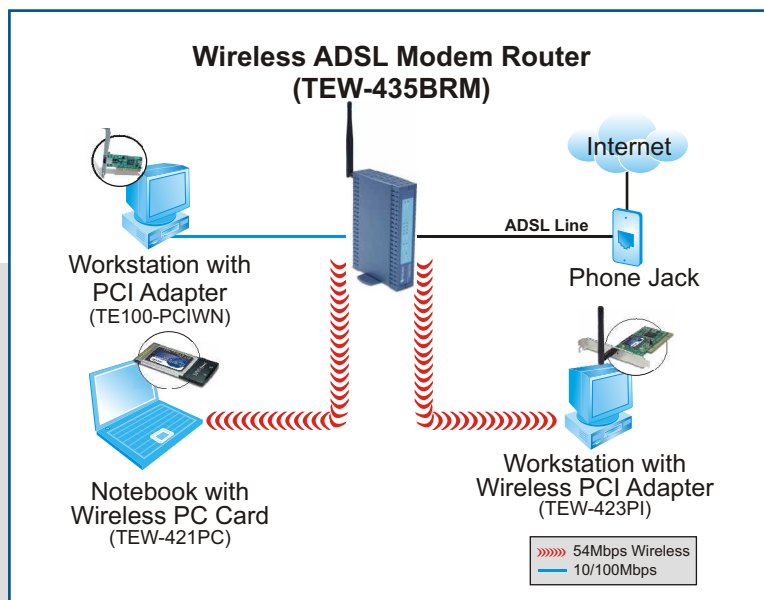 Wireless ADSL Modem Router
(TEW-435BRM)
Internet
ADSL Line
Phone Jack
Workstation with
PCI Adapter
(TE100-PCIWN)
Notebook with
Wireless PC Card
(TEW-421PC)
Workstation with
Wireless PCI Adapter
(TEW-423PI)
54Mbps Wireless
10/100Mbps